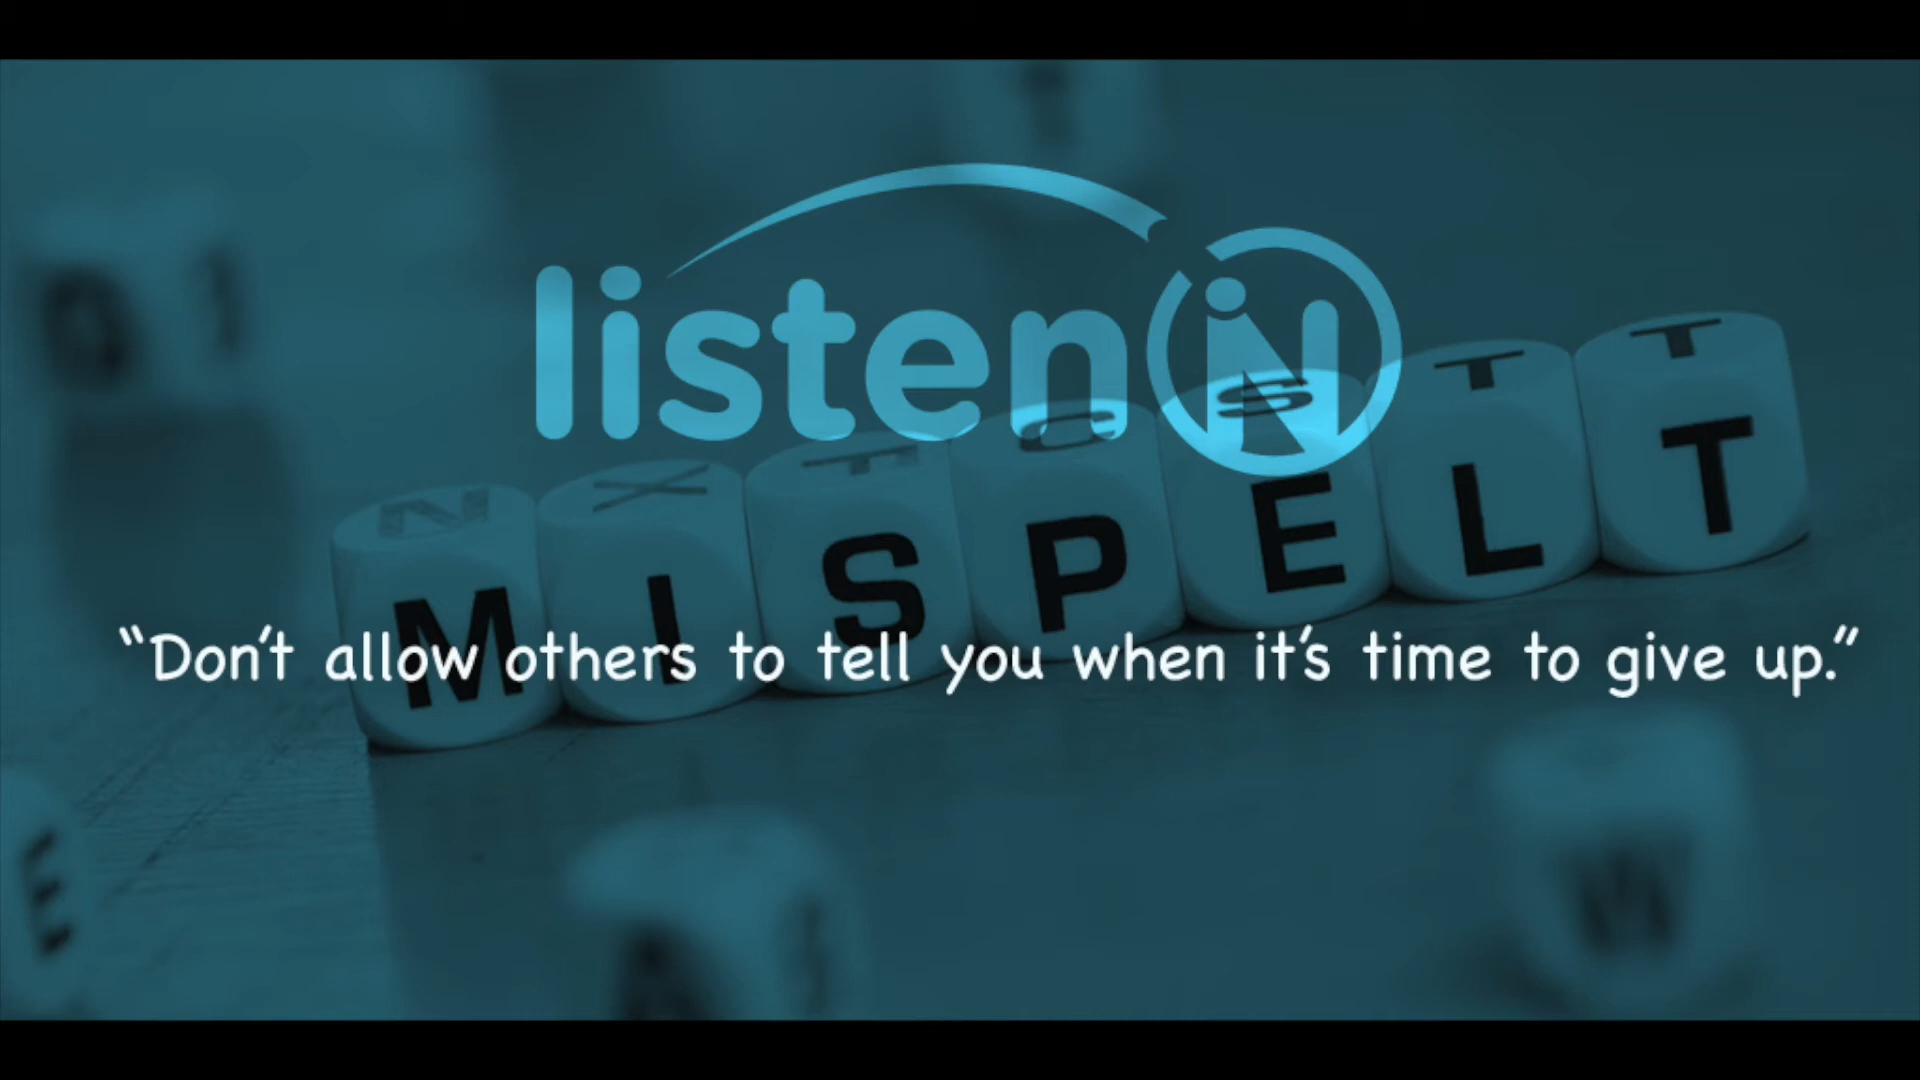 listen iN
MISPELT
“Don’t allow others to tell you when it’s time to give up.”
N X T C S T T
E
W